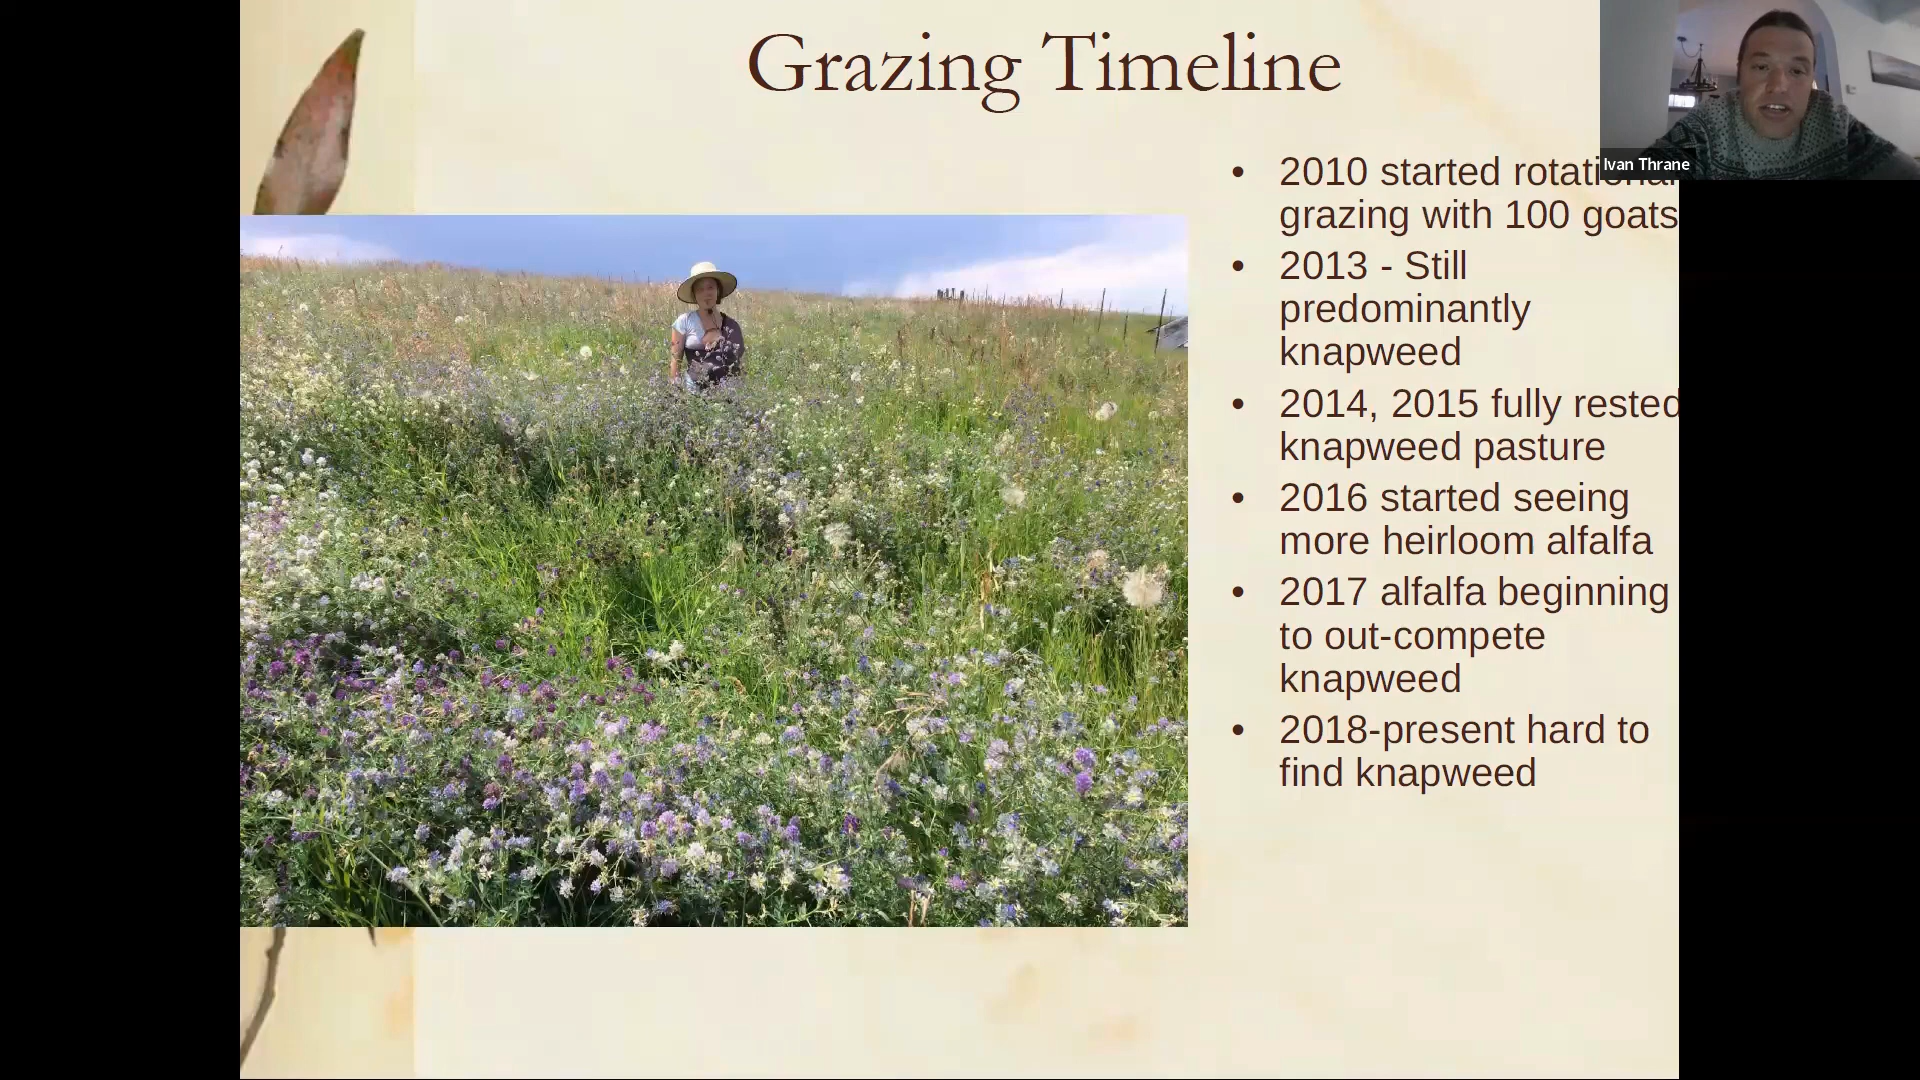 Grazing Timeline
Ivan Thrane
• 2010 started rotational
grazing with 100 goats
• 2013 - Still
predominantly
knapweed
• 2014, 2015 fully rested
knapweed pasture
• 2016 started seeing
more heirloom alfalfa
• 2017 alfalfa beginning
to out-compete
knapweed
• 2018-present hard to
find knapweed